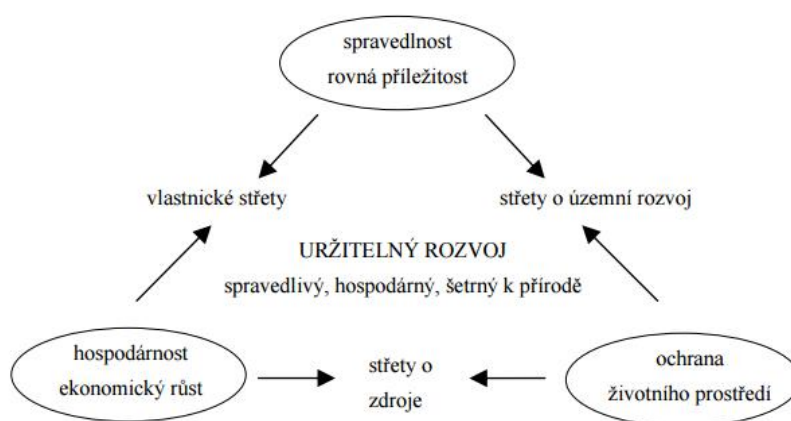 spravedlnost
rovná příležitost
vlastnické střety
střety o územní rozvoj
URŽITELNÝ ROZVOJ
spravedlivý, hospodárný, šetrný k přírodě
hospodárnost
ekonomický růst
střety o
zdroje
ochrana
životního prostředí